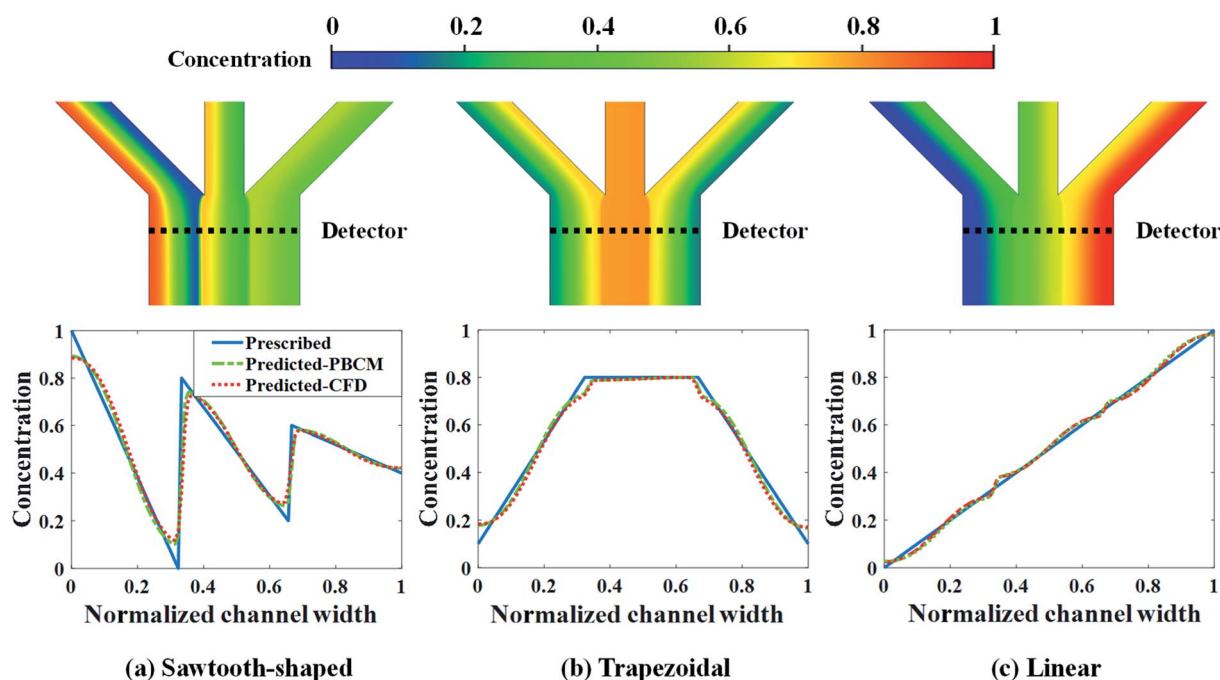 0 0.2 0.4 0.6 0.8 1
Concentration
Detector Detector Detector
1 1 1
Prescribed
Predicted-PBCM
Predicted-CFD
0.8 0.8 0.8
0.6 0.6 0.6
0.4 0.4 0.4
0.2 0.2 0.2
0 0 0
Concentration Concentration Concentration
0 0.2 0.4 0.6 0.8 1 0 0.2 0.4 0.6 0.8 1 0 0.2 0.4 0.6 0.8 1
Normalized channel width Normalized channel width Normalized channel width
(a) Sawtooth-shaped (b) Trapezoidal (c) Linear